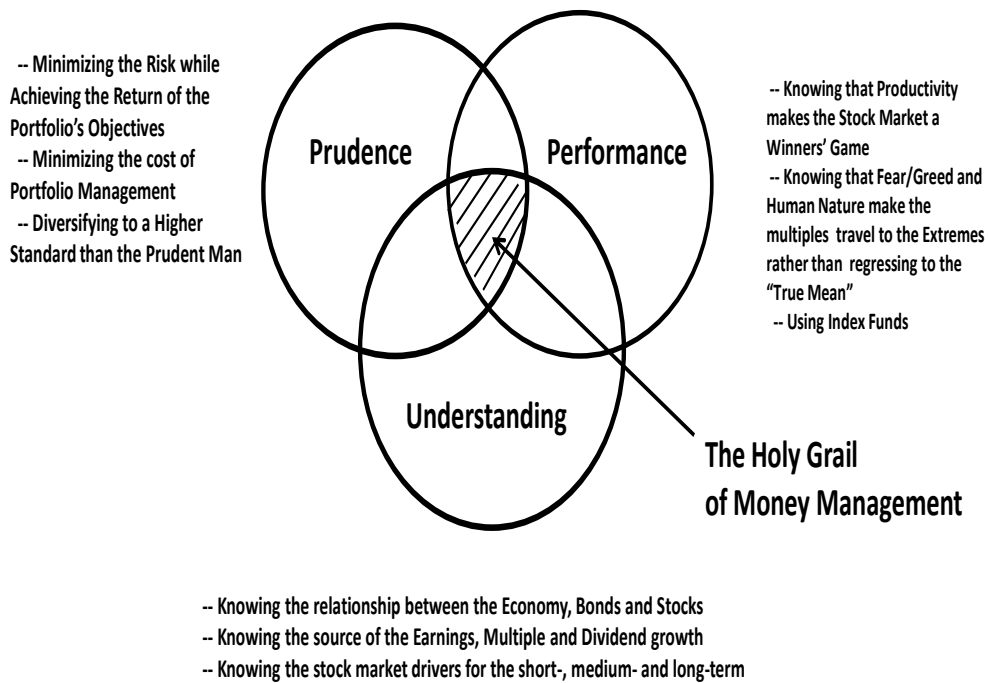 -- Minimizing the Risk while
Achieving the Return of the
Portfolio's Objectives
-- Minimizing the cost of
Portfolio Management
-- Diversifying to a Higher
Standard than the Prudent Man
Prudence
Performance
-- Knowing that Productivity
makes the Stock Market a
Winners' Game
-- Knowing that Fear/Greed and
Human Nature make the
multiples travel to the Extremes
rather than regressing to the
“True Mean”
-- Using Index Funds
Understanding
The Holy Grail
of Money Management
-- Knowing the relationship between the Economy, Bonds and Stocks
-- Knowing the source of the Earnings, Multiple and Dividend growth
-- Knowing the stock market drivers for the short-, medium- and long-term